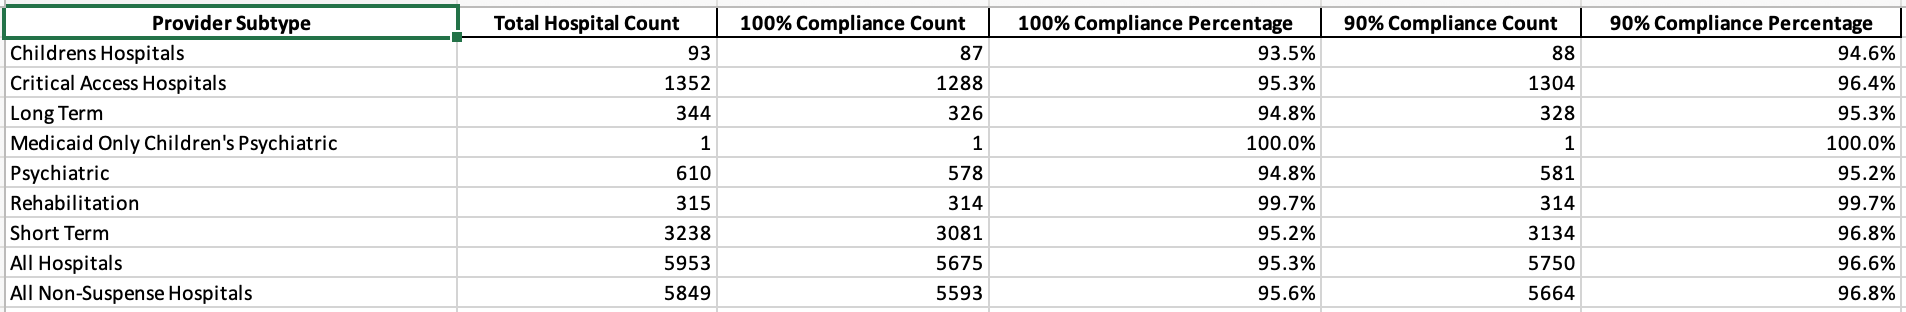 Provider Subtype Total Hospital Count 100% Compliance Count 100% Compliance Percentage 90% Compliance Count 90% Compliance Percentage
Childrens Hospitals 93 87 93.5% 88 94.6%
Critical Access Hospitals 1352 1288 95.3% 1304 96.4%
Long Term 344 326 94.8% 328 95.3%
Medicaid Only Children's Psychiatric 1 1 100.0% 1 100.0%
Psychiatric 610 578 94.8% 581 95.2%
Rehabilitation 315 314 99.7% 314 99.7%
Short Term 3238 3081 95.2% 3134 96.8%
All Hospitals 5953 5675 95.3% 5750 96.6%
All Non-Suspense Hospitals 5849 5593 95.6% 5664 96.8%